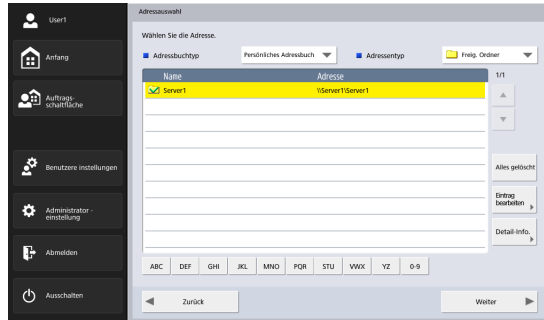 User1
Anfang
Auftrags-
schaltfläche
Benutzere instellungen
Administrator -
einstellung
Abmelden
Ausschalten
Adressauswahl
Wählen Sie die Adresse.
Adressbuchtyp Persönliches Adressbuch Adressentyp Freig. Ordner
Name Adresse 1/1
Server1 \\Server1\Server1
Alles gelöscht
Eintrag
bearbeiten
Detail-Info.
ABC DEF GHI JKL MNO PQR STU VWX YZ 0-9
Zurück Weiter